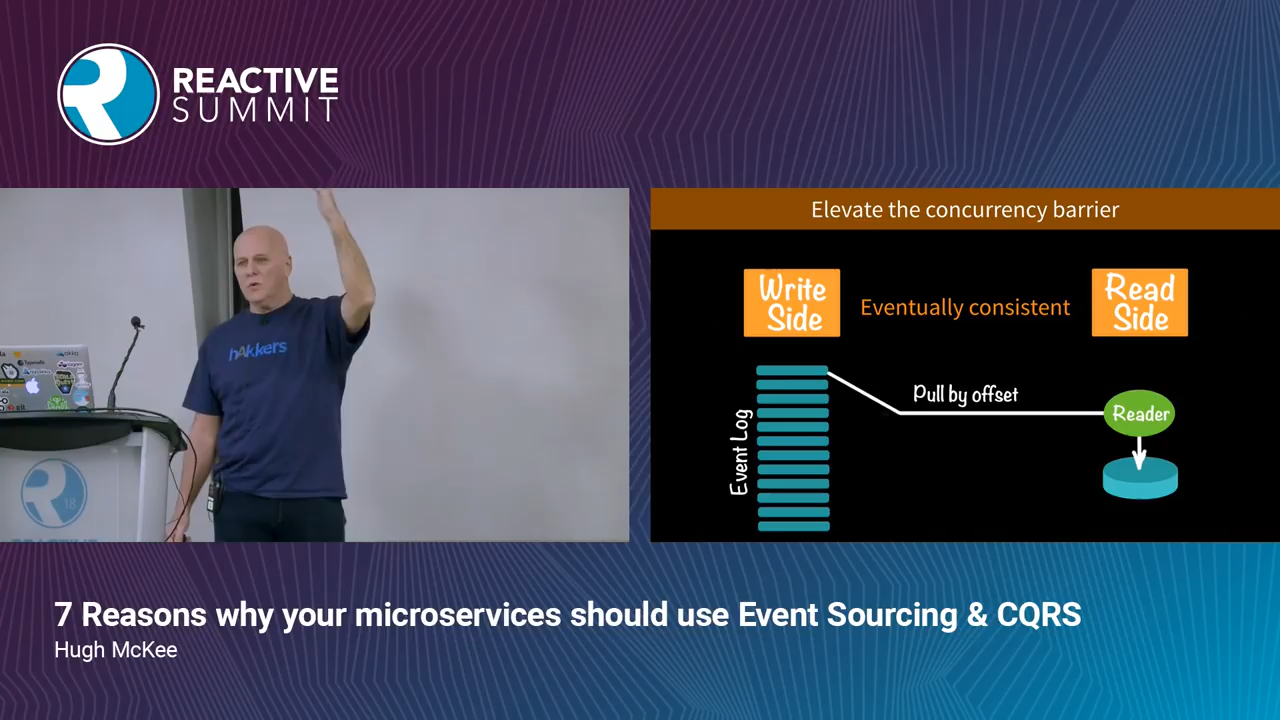 REACTIVE
SUMMIT
Elevate the concurrency barrier
Write
Side
Eventually consistent
Read
Side
Pull by offset
Event Log
Reader
hAkkers
R
18
7 Reasons why your microservices should use Event Sourcing & CQRS
Hugh McKee